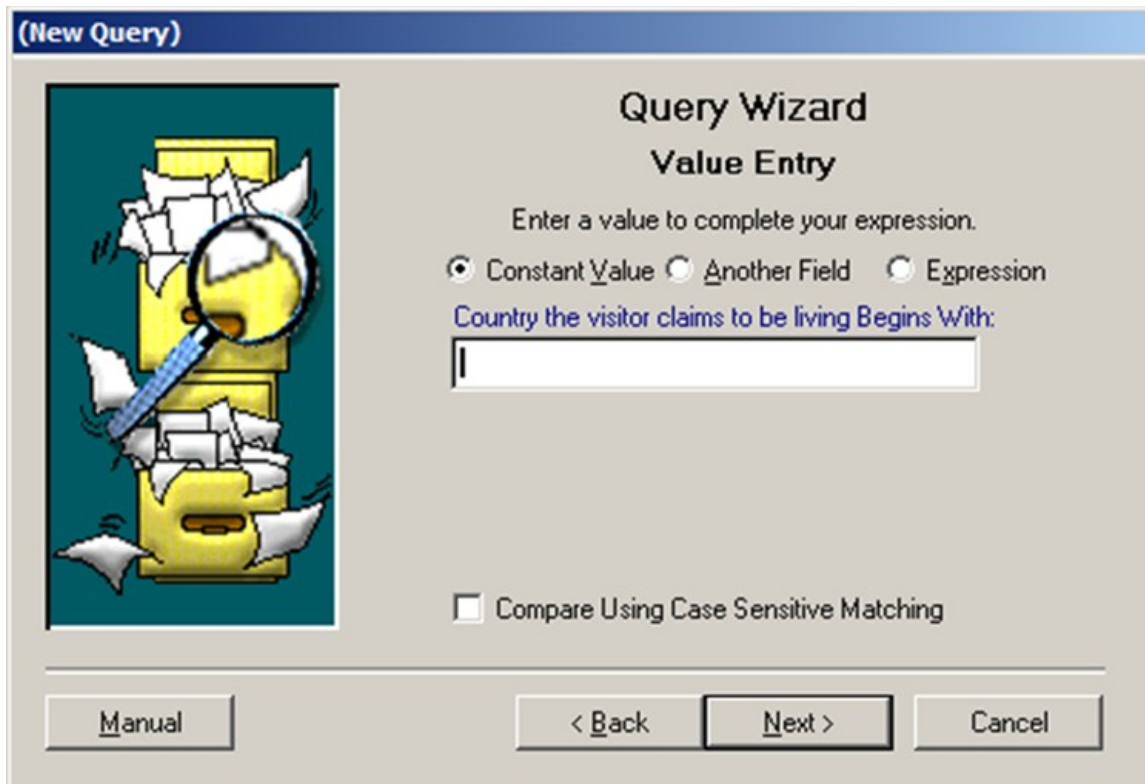 (New Query)
Query Wizard
Value Entry
Enter a value to complete your expression.
Constant Value Another Field Expression
Country the visitor claims to be living Begins With:
Compare Using Case Sensitive Matching
Manual < Back Next > Cancel